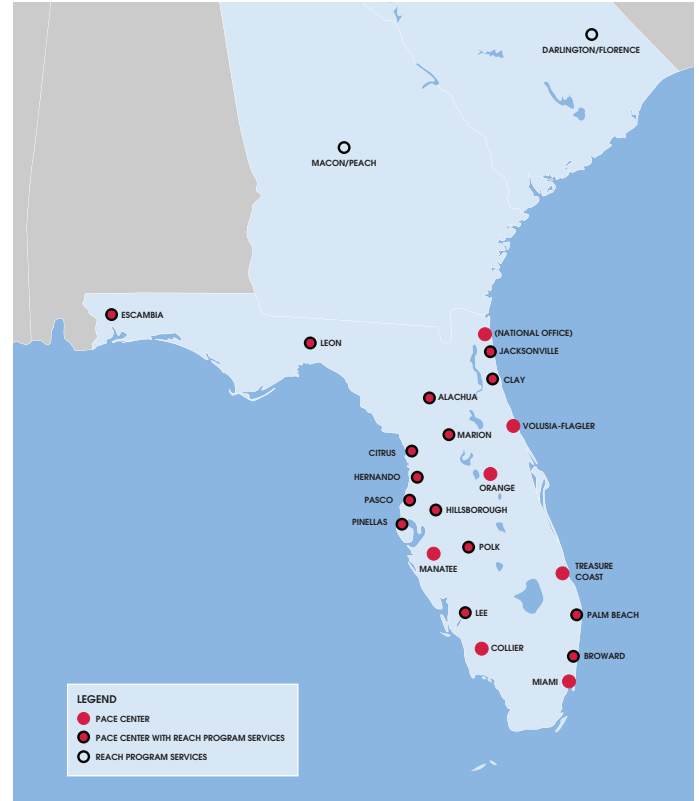 DARLINGTON/FLORENCE
MACON/PEACH
ESCAMBIA
LEON
(NATIONAL OFFICE)
JACKSONVILLE
CLAY
ALACHUA
VOLUSIA-FLAGLER
MARION
CITRUS
HERNANDO
ORANGE
PASCO
HILLSBOROUGH
PINELLAS
POLK
MANATEE
TREASURE
COAST
LEE
PALM BEACH
COLLIER
BROWARD
MIAMI
LEGEND
PACE CENTER
PACE CENTER WITH REACH PROGRAM SERVICES
REACH PROGRAM SERVICES